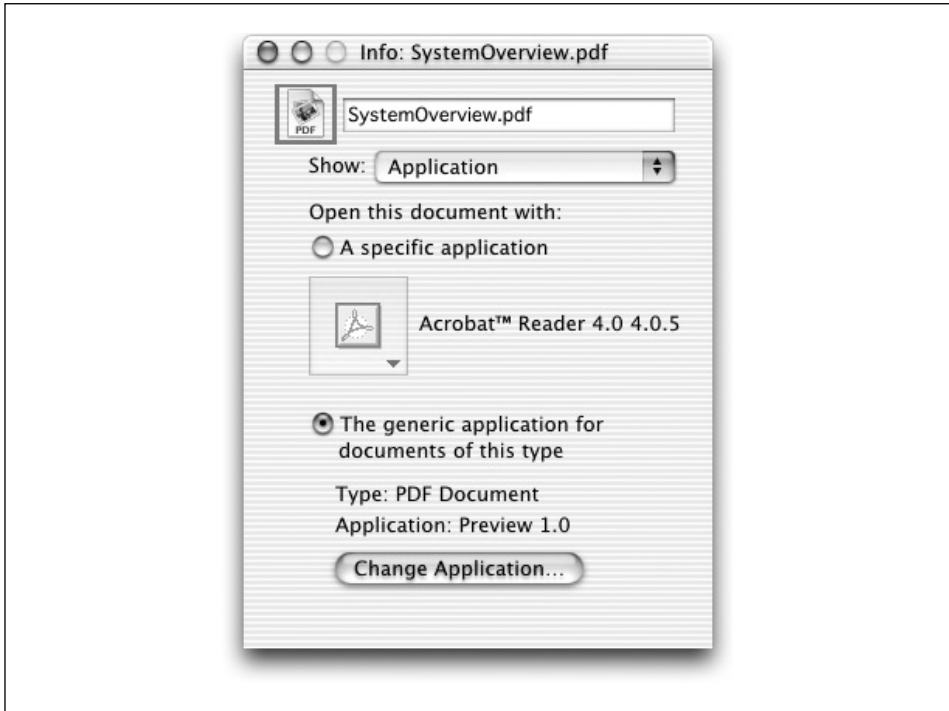 Info: SystemOverview.pdf
PDF
SystemOverview.pdf
Show: Application
Open this document with:
A specific application
Acrobat™ Reader 4.0 4.0.5
The generic application for
documents of this type
Type: PDF Document
Application: Preview 1.0
Change Application...